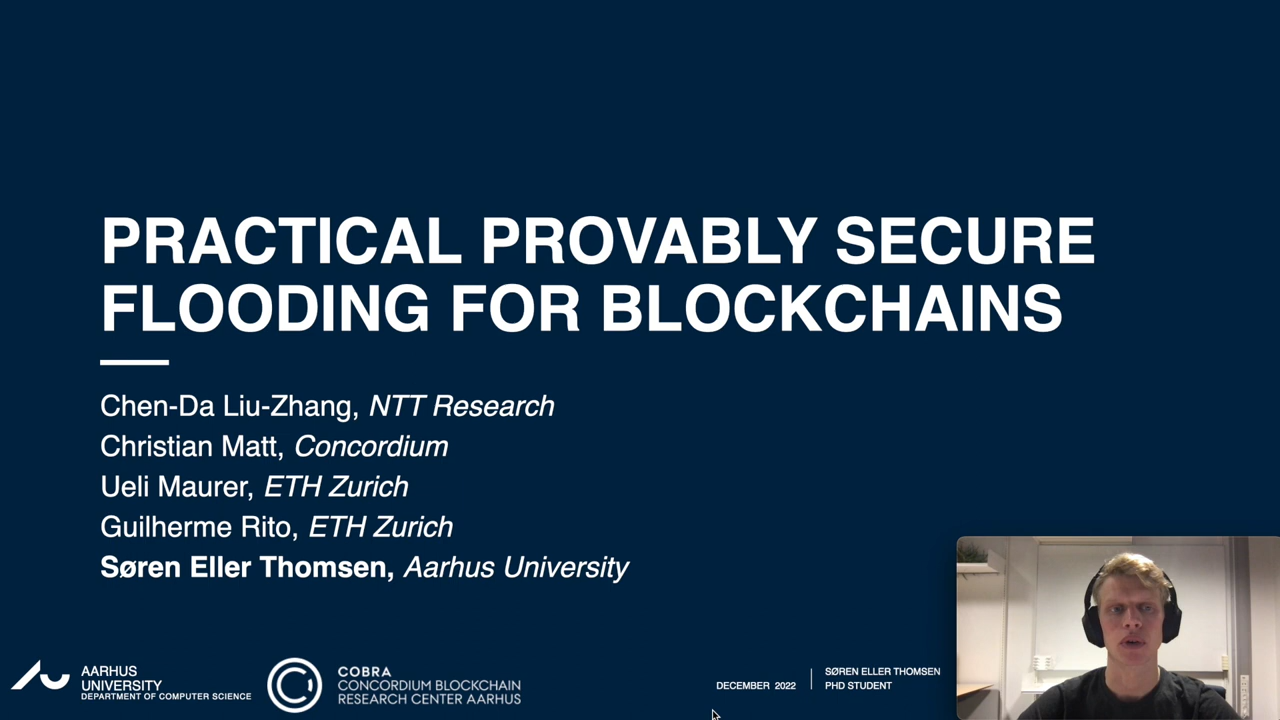 PRACTICAL PROVABLY SECURE
FLOODING FOR BLOCKCHAINS
Chen-Da Liu-Zhang, NTT Research
Christian Matt, Concordium
Ueli Maurer, ETH Zurich
Guilherme Rito, ETH Zurich
Søren Eller Thomsen, Aarhus University
AARHUS
UNIVERSITY
DEPARTMENT OF COMPUTER SCIENCE
COBRA
CONCORDIUM BLOCKCHAIN
RESEARCH CENTER AARHUS
DECEMBER 2022
SØREN ELLER THOMSEN
PHD STUDENT